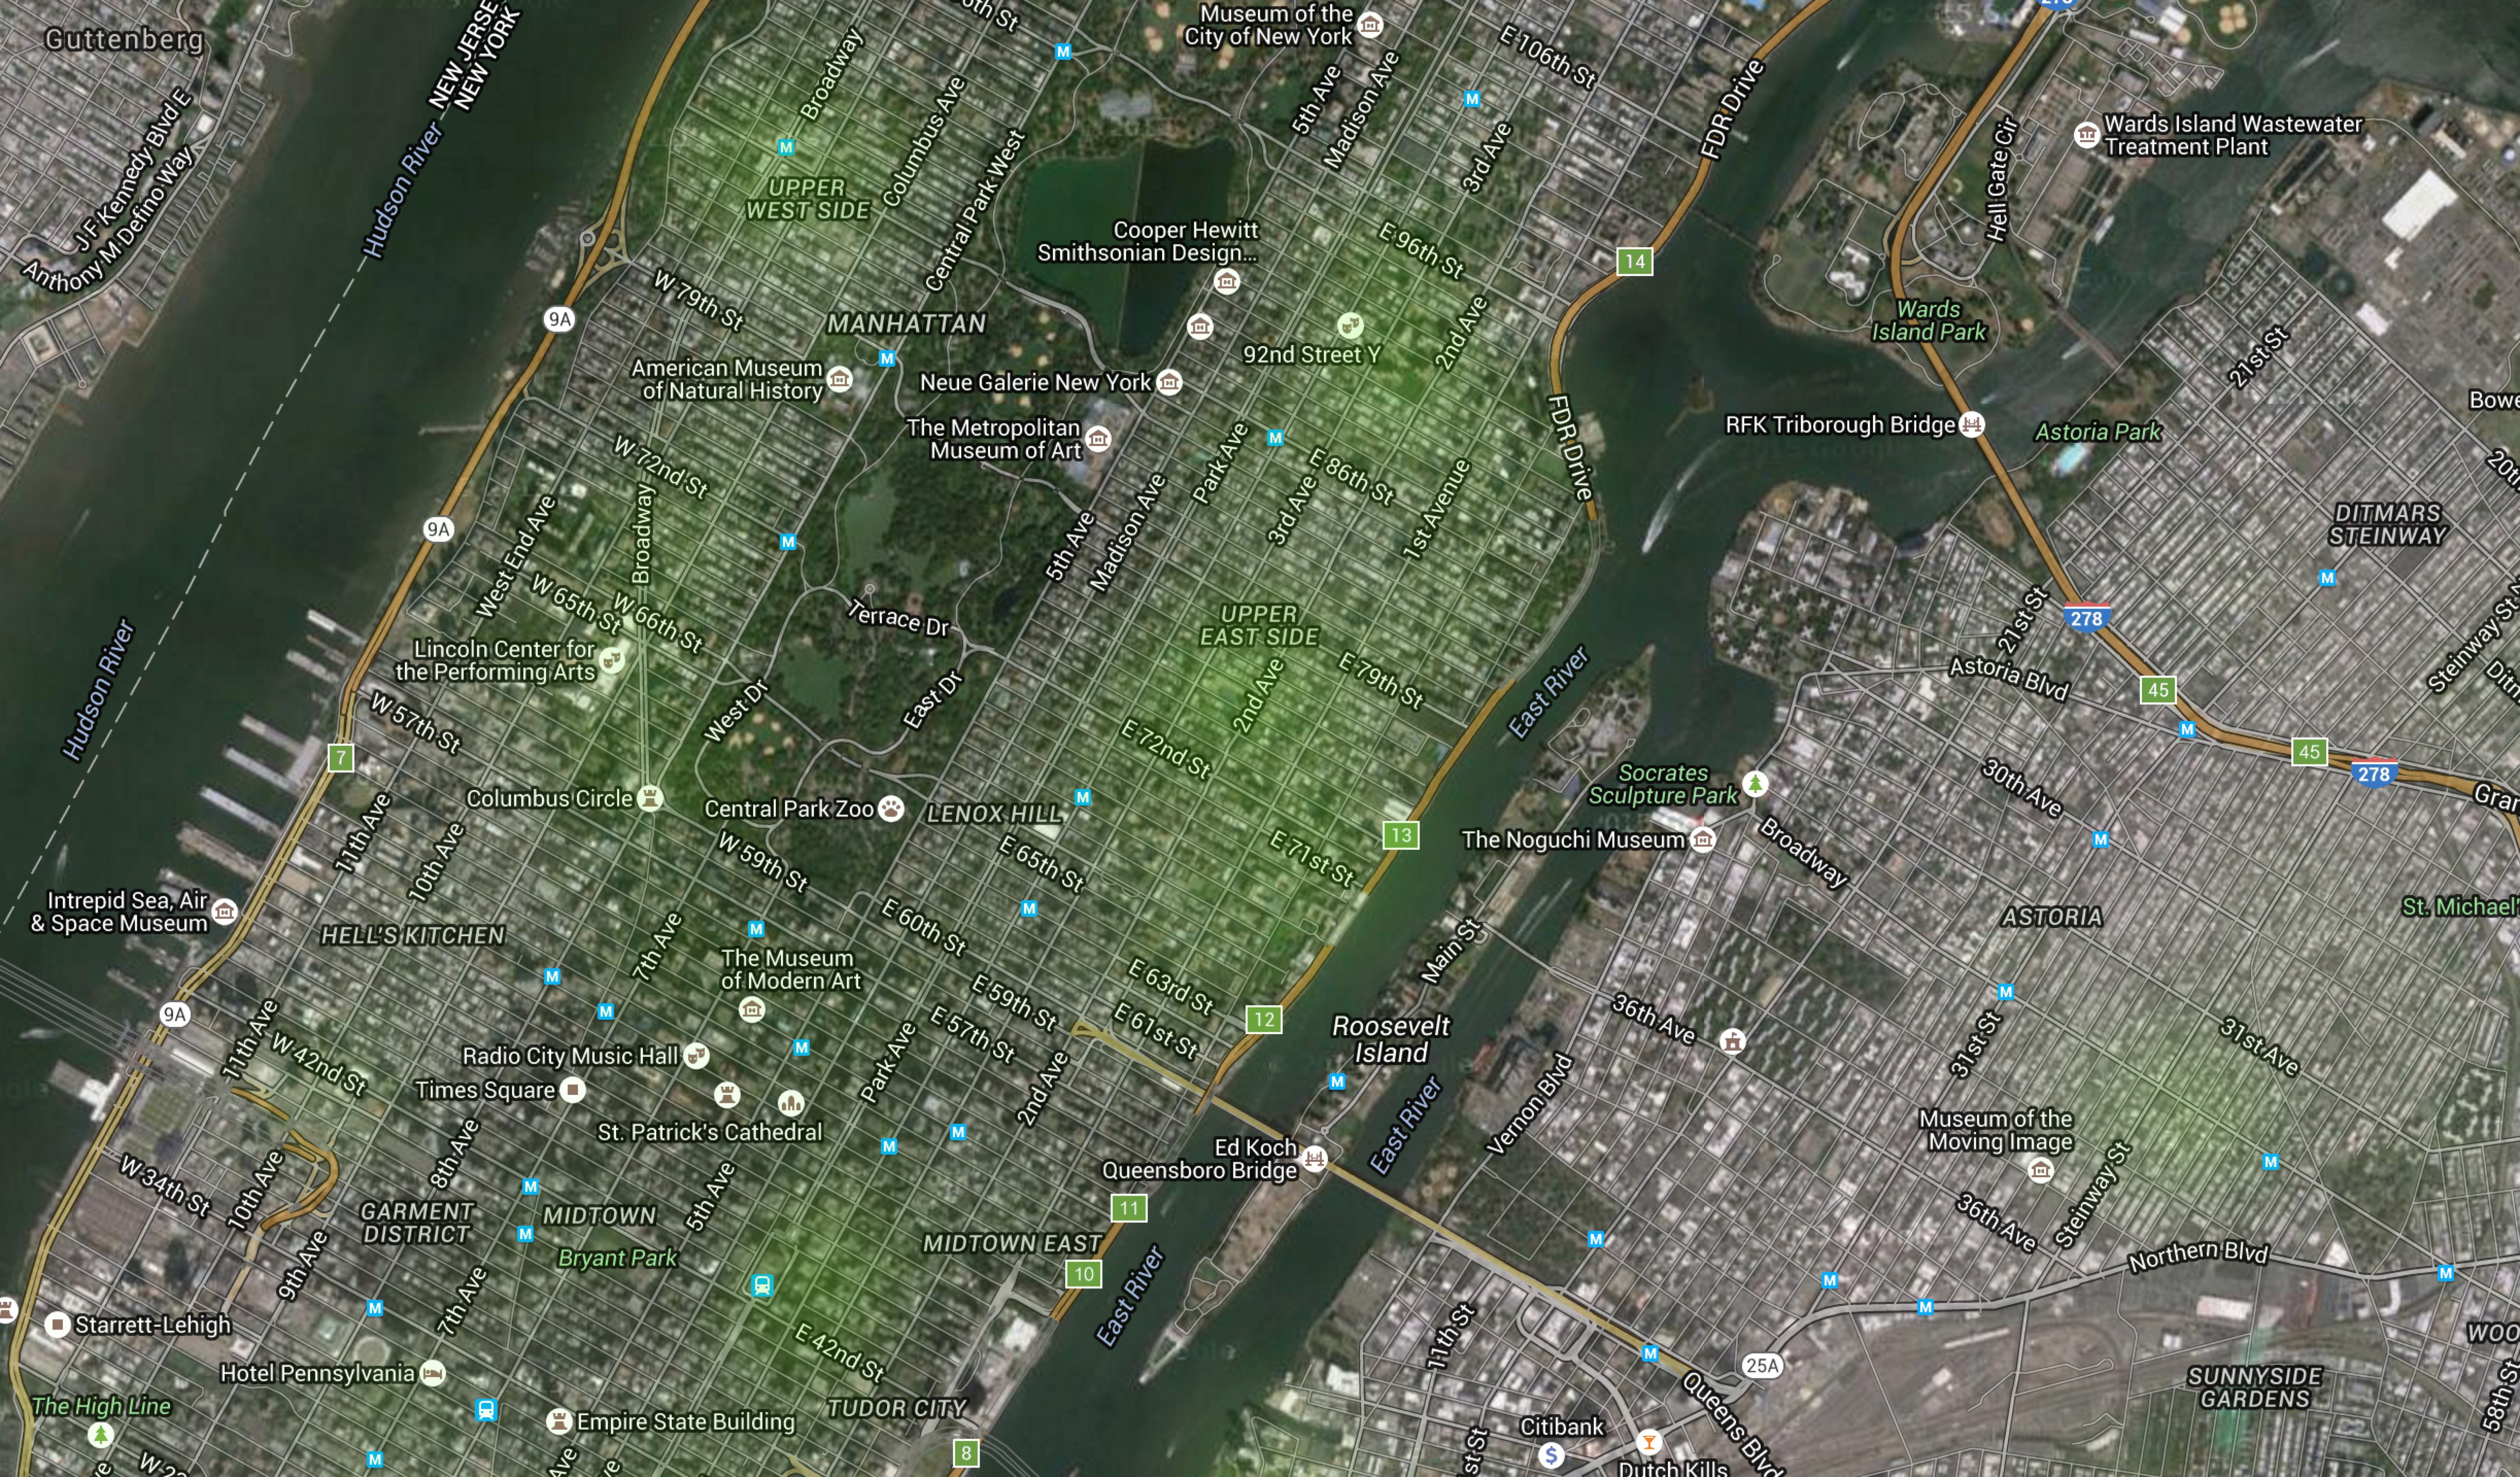 Guttenberg
NEW JERSE
NEW YORK
J F Kennedy Blvd E
Anthony M Defino Way
Hudson River
Broadway
Columbus Ave
Central Park West
Museum of the
City of New York
5th Ave
Madison Ave
E 106th St
3rd Ave
FDR Drive
278
Hell Gate Cir
Wards Island Wastewater
Treatment Plant
M
M
M
UPPER
WEST SIDE
Cooper Hewitt
Smithsonian Design...
E 96th St
14
W 79th St
9A
MANHATTAN
Wards
Island Park
2nd Ave
21st St
92nd Street Y
American Museum
of Natural History
M
Neue Galerie New York
The Metropolitan
Museum of Art
M
FDR Drive
RFK Triborough Bridge
Astoria Park
Bowe
20th
W 72nd St
Park Ave
E 86th St
3rd Ave
1st Avenue
9A
Broadway
West End Ave
M
5th Ave
Madison Ave
DITMARS
STEINWAY
M
W 65th St
W 66th St
Terrace Dr
UPPER
EAST SIDE
21st St
278
Steinway St
Hudson River
Lincoln Center for
the Performing Arts
West Dr
East Dr
E 79th St
2nd Ave
East River
Astoria Blvd
45
M
W 57th St
7
E 72nd St
45
278
Gran
Columbus Circle
Central Park Zoo
LENOX HILL
M
Socrates
Sculpture Park
30th Ave
11th Ave
10th Ave
W 59th St
E 65th St
13
E 71st St
The Noguchi Museum
Broadway
M
Intrepid Sea, Air
& Space Museum
HELL'S KITCHEN
7th Ave
M
E 60th St
M
Main St
ASTORIA
St. Michael'
The Museum
of Modern Art
M
M
M
E 59th St
E 57th St
E 63rd St
E 61st St
12
Roosevelt
Island
36th Ave
M
31st St
31st Ave
9A
11th Ave
W 42nd St
Radio City Music Hall
Times Square
Park Ave
2nd Ave
M
Vernon Blvd
East River
St. Patrick's Cathedral
M
M
Ed Koch
Queensboro Bridge
Museum of the
Moving Image
M
W 34th St
10th Ave
8th Ave
M
5th Ave
GARMENT
DISTRICT
M
MIDTOWN
Bryant Park
MIDTOWN EAST
11
10
M
36th Ave
Steinway St
Northern Blvd
M
9th Ave
7th Ave
M
East River
M
M
Starrett-Lehigh
E 42nd St
11th St
M
25A
Queens Blvd
WOO
Hotel Pennsylvania
The High Line
Empire State Building
TUDOR CITY
SUNNYSIDE
GARDENS
58th St
M
8
Citibank
$
Dutch Kills
Ave